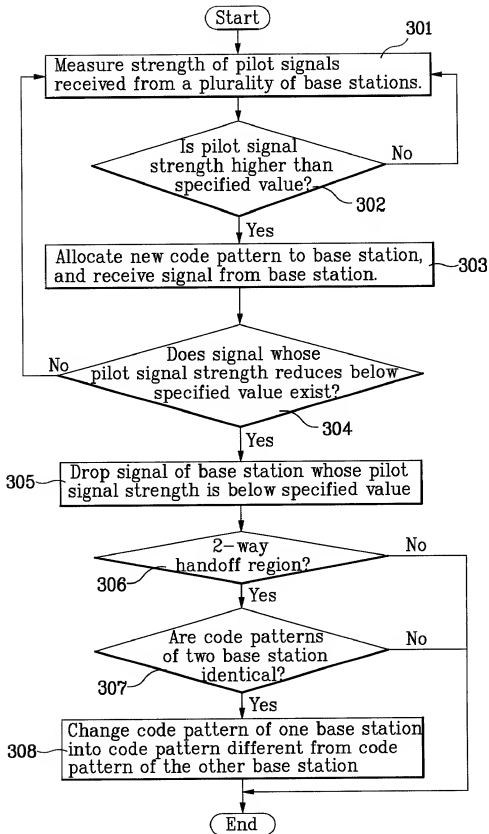 Start
301
Measure strength of pilot signals
received from a plurality of base stations.
Is pilot signal
strength higher than
specified value?
No
302
Yes
Allocate new code pattern to base station,
and receive signal from base station.
303
No
Does signal whose
pilot signal strength reduces below
specified value exist?
304
Yes
305
Drop signal of base station whose pilot
signal strength is below specified value
2-way
handoff region?
No
306
Yes
Are code patterns
of two base station
identical?
No
307
Yes
308
Change code pattern of one base station
into code pattern different from code
pattern of the other base station
End